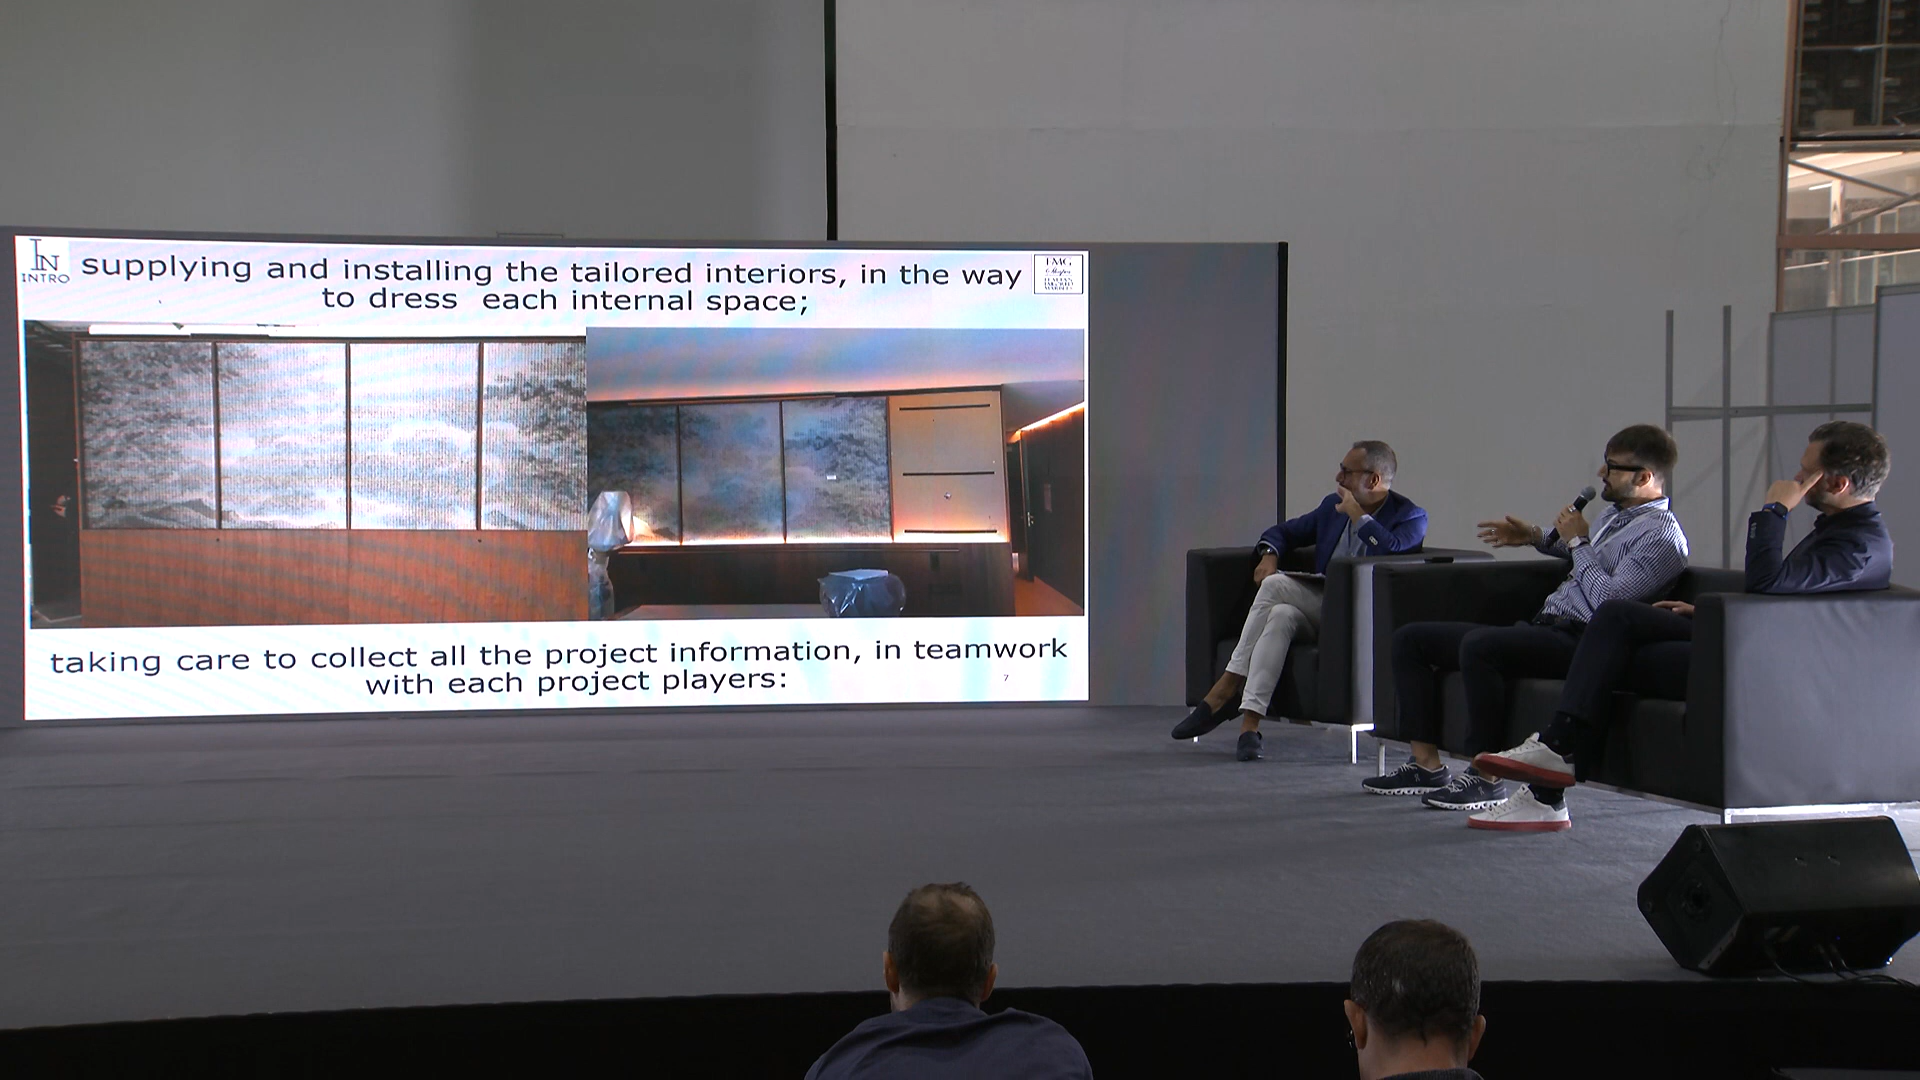 IN
INTRO
supplying and installing the tailored interiors, in the way
to dress each internal space;
taking care to collect all the project information, in teamwork
with each project players:
7